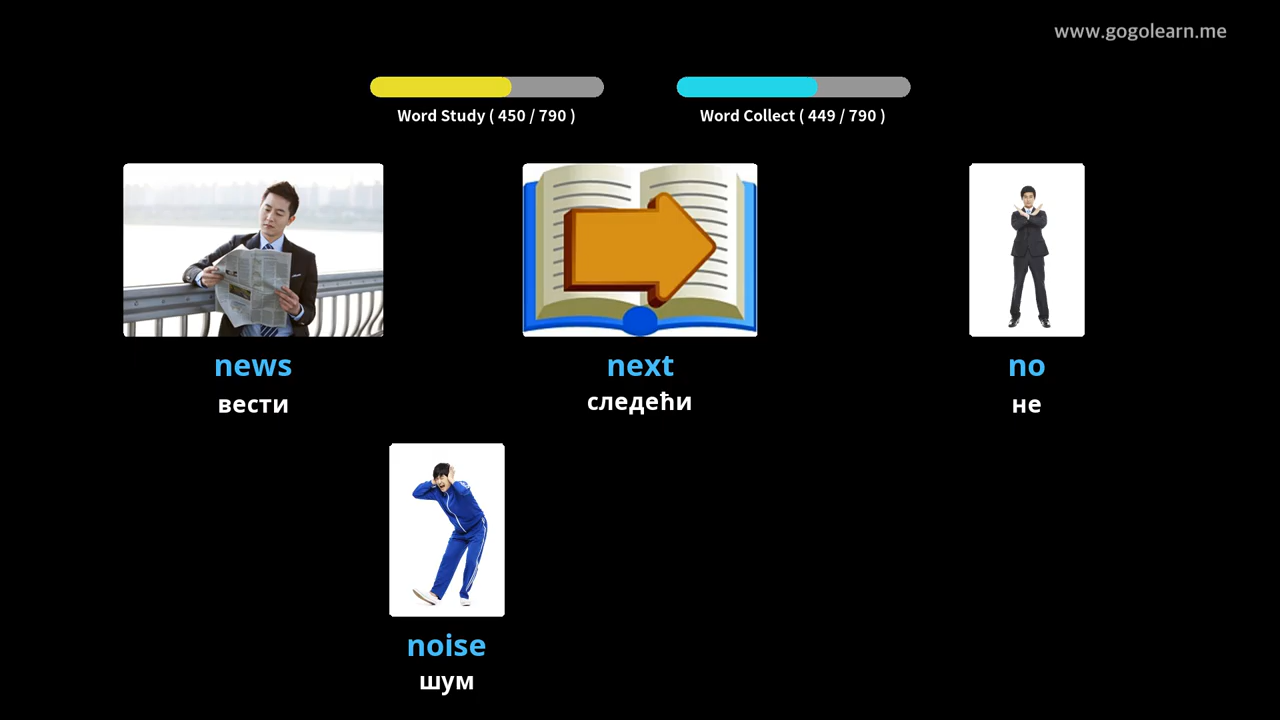 www.gogolearn.me
Word Study ( 450 / 790 )
Word Collect ( 449 / 790 )
news
вести
next
следећи
no
не
noise
шум